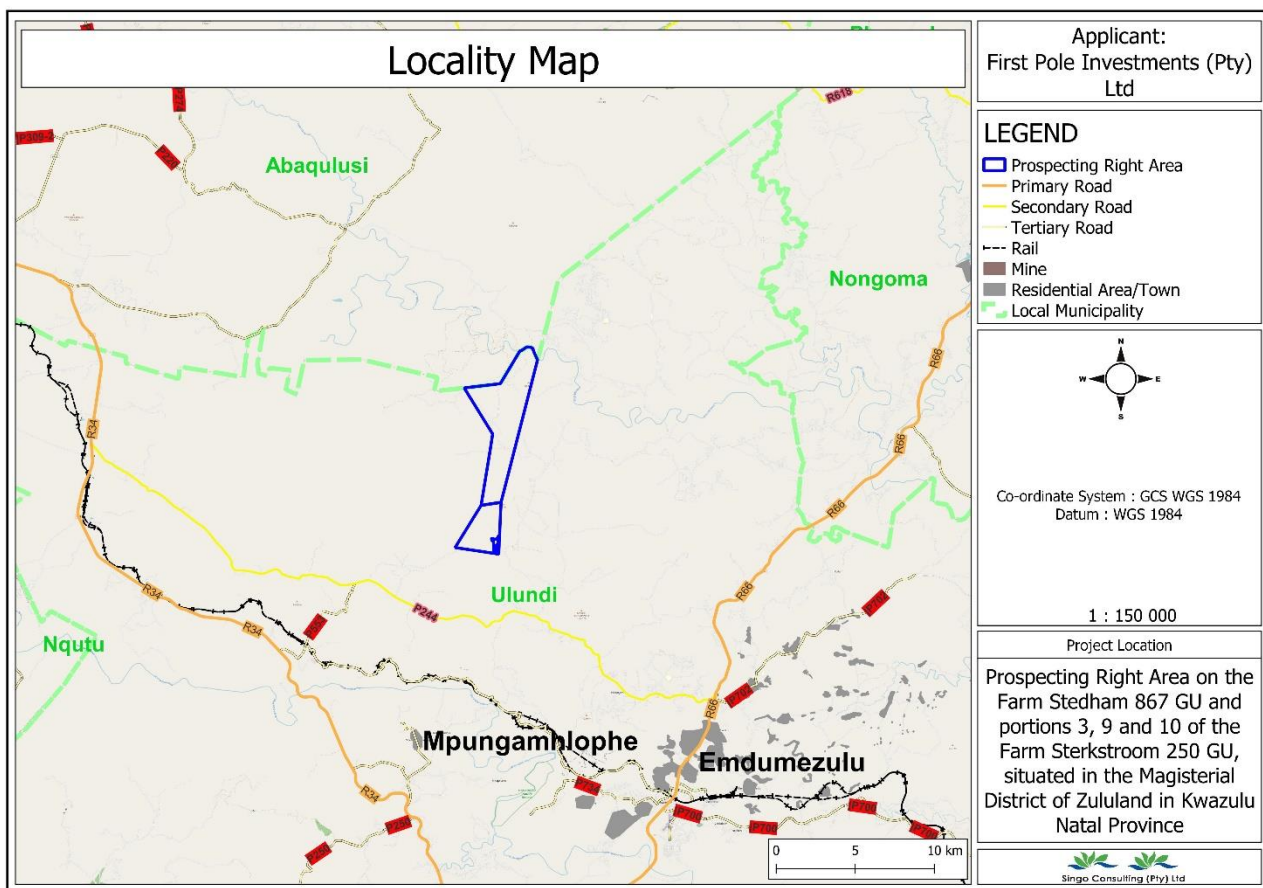 Locality Map
Applicant:
First Pole Investments (Pty)
Ltd
LEGEND
Prospecting Right Area
Primary Road
Secondary Road
Tertiary Road
Rail
Mine
Residential Area/Town
Local Municipality
N
W
E
S
Co-ordinate System : GCS WGS 1984
Datum : WGS 1984
1 : 150 000
Project Location
Prospecting Right Area on the
Farm Stedham 867 GU and
portions 3, 9 and 10 of the
Farm Sterkstroom 250 GU,
situated in the Magisterial
District of Zululand in Kwazulu
Natal Province
Singo Consulting (Pty) Ltd
R618
Abaqulusi
Nongoma
R66
R34
R66
R66
Ulundi
P244
R34
R34
Nqutu
P702
P702
R66
Mpungamhlophe
Emdumezulu
P734
R34
P700
P700
P700
P700
0 5 10 km